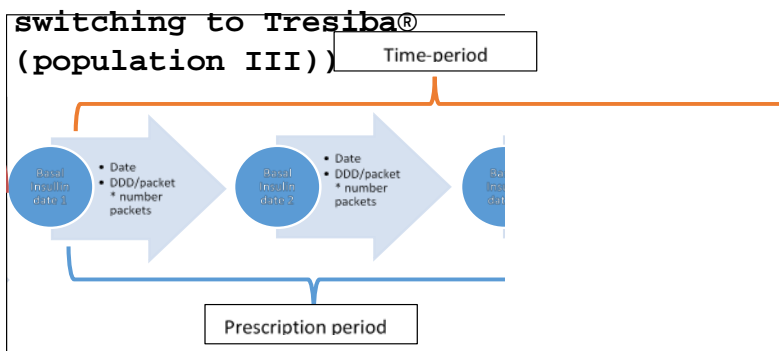 switching to Tresiba®
(population III))
Time-period
• Date
• DDD/packet
* number
packets
Basal
Insulin
date 1
• Date
• DDD/packet
* number
packets
Basal
Insulin
date 2
Prescription period